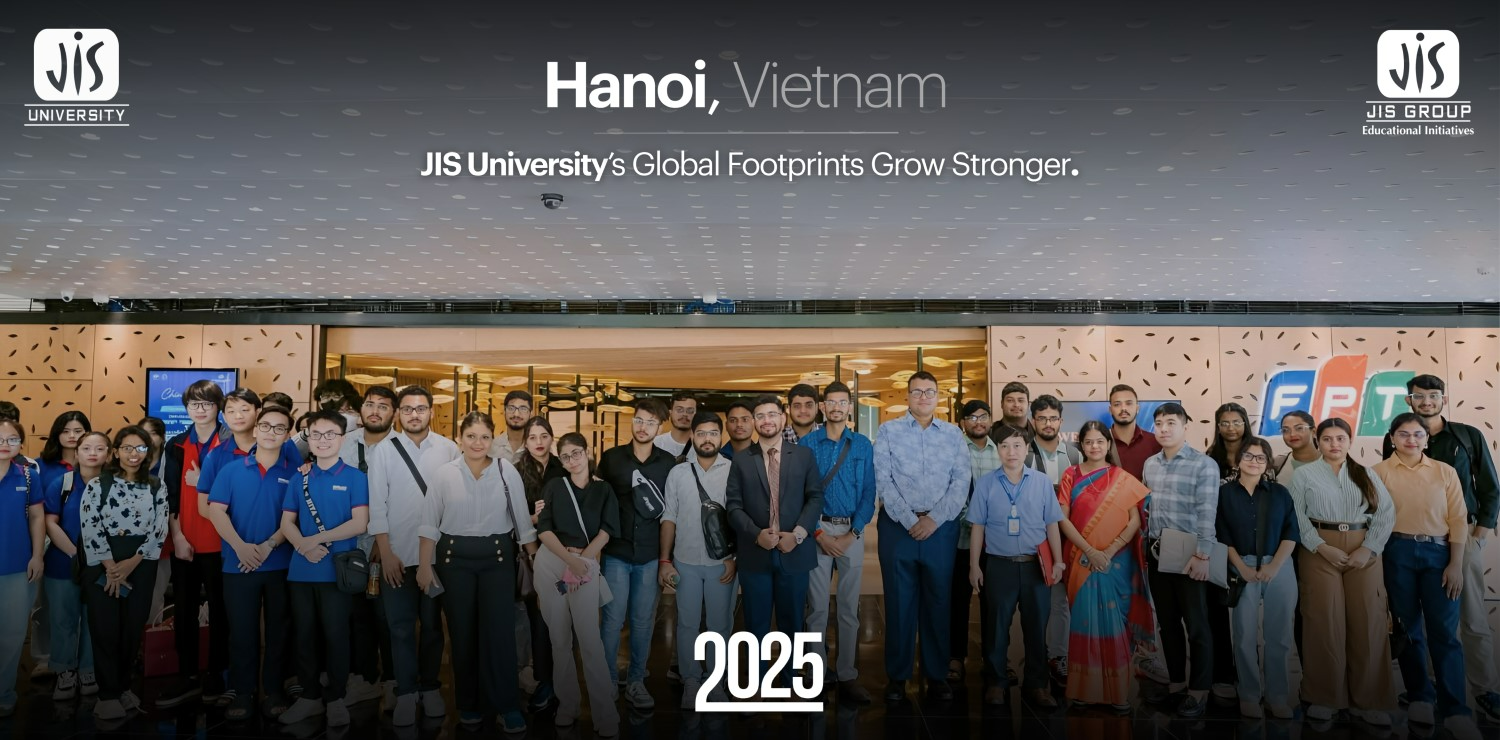 JIS
UNIVERSITY
Hanoi, Vietnam
JIS University's Global Footprints Grow Stronger.
JIS
JIS GROUP
Educational Initiatives
FPT
2025